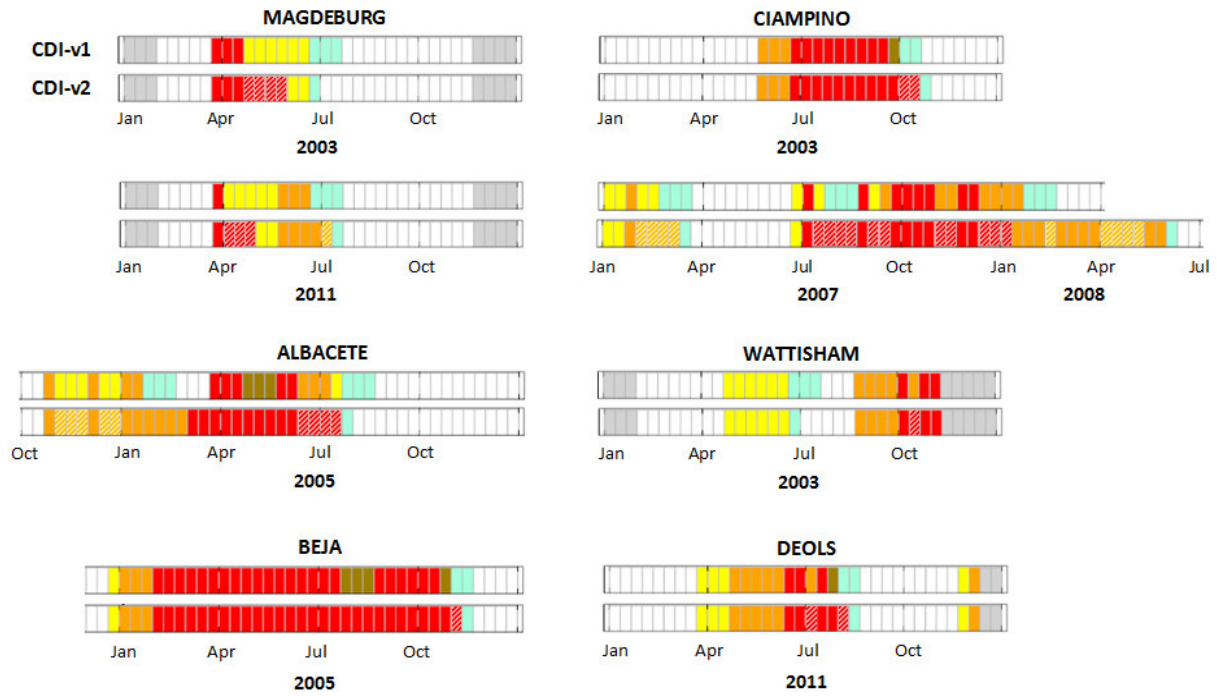 MAGDEBURG CIAMPINO
CDI-v1
CDI-v2
Jan Apr Jul Oct Jan Apr Jul Oct
2003 2003
Jan Apr Jul Oct Jan Apr Jul Oct Jan Apr Jul
2011 2007 2008
ALBACETE WATTISHAM
Oct Jan Apr Jul Oct Jan Apr Jul Oct
2005 2003
BEJA DEOLS
Jan Apr Jul Oct Jan Apr Jul Oct
2005 2011